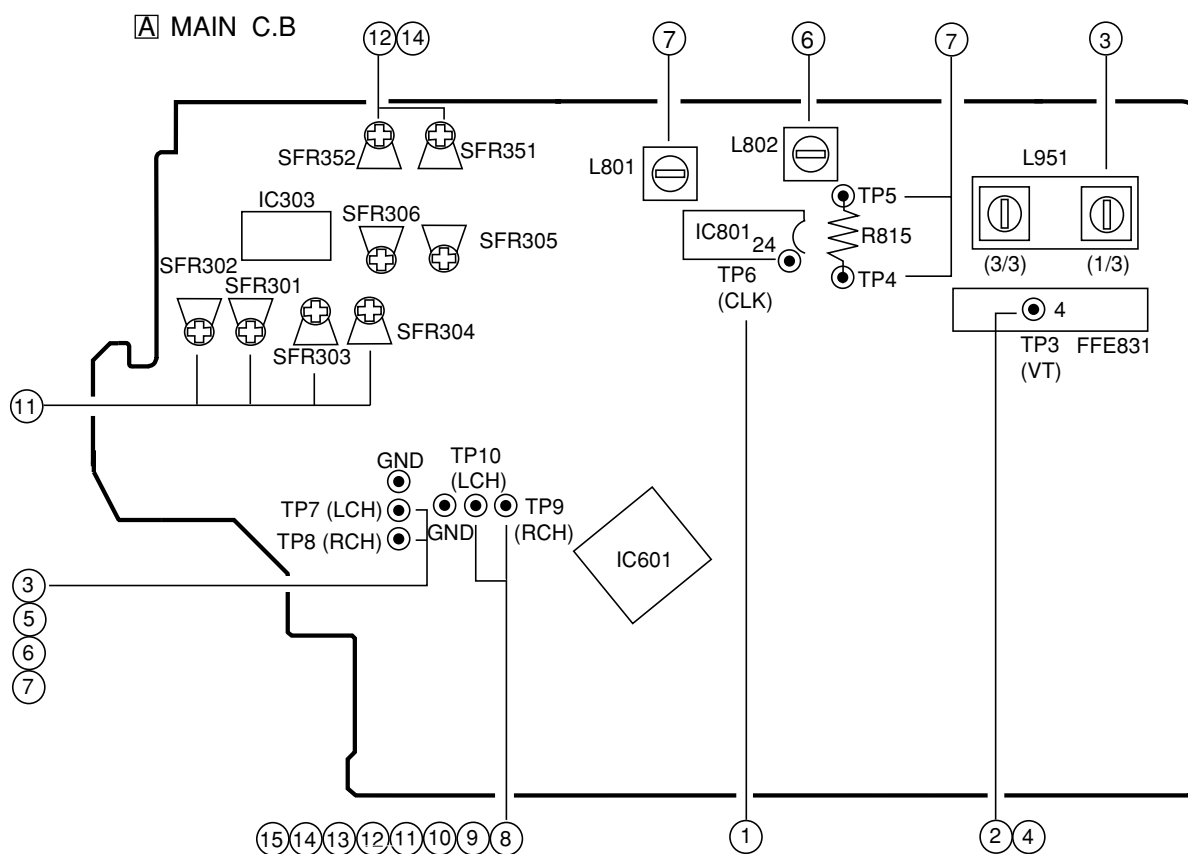 A MAIN C.B
12 14
7
6
7
3
SFR352
SFR351
L801
L802
L951
IC303
SFR306
SFR305
IC801
24
TP5
R815
TP4
TP6
(CLK)
(3/3)
(1/3)
SFR302
SFR301
SFR303
SFR304
4
TP3
(VT)
FFE831
11
GND
TP10
(LCH)
TP7 (LCH)
TP8 (RCH)
GND
TP9
(RCH)
IC601
3
5
6
7
15 14 13 12 11 10 9 8
1
2 4